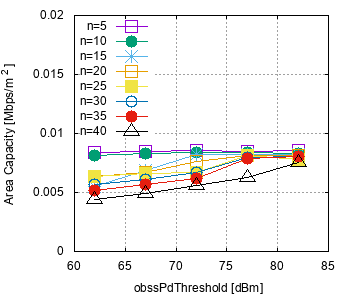 0.02
0.015
0.01
0.005
0
Area Capacity [Mbps/m²]
n=5
n=10
n=15
n=20
n=25
n=30
n=35
n=40
60 65 70 75 80 85
obssPdThreshold [dBm]